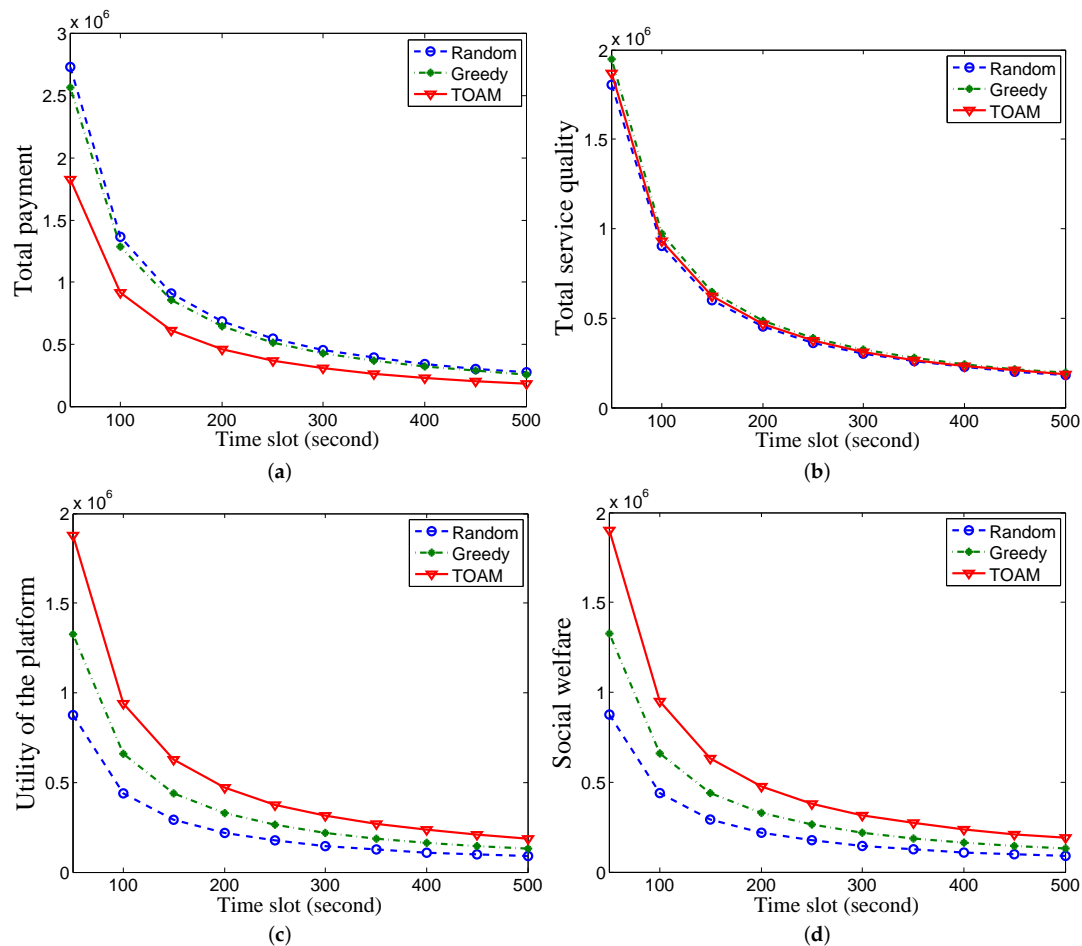 x 10^6
3
2.5
2
1.5
1
0.5
0
100 200 300 400 500
Total payment
Time slot (second)
Random
Greedy
TOAM
(a)
x 10^6
2
1.5
1
0.5
0
100 200 300 400 500
Total service quality
Time slot (second)
Random
Greedy
TOAM
(b)
x 10^6
2
1.5
1
0.5
0
100 200 300 400 500
Utility of the platform
Time slot (second)
Random
Greedy
TOAM
(c)
x 10^6
2
1.5
1
0.5
0
100 200 300 400 500
Social welfare
Time slot (second)
Random
Greedy
TOAM
(d)